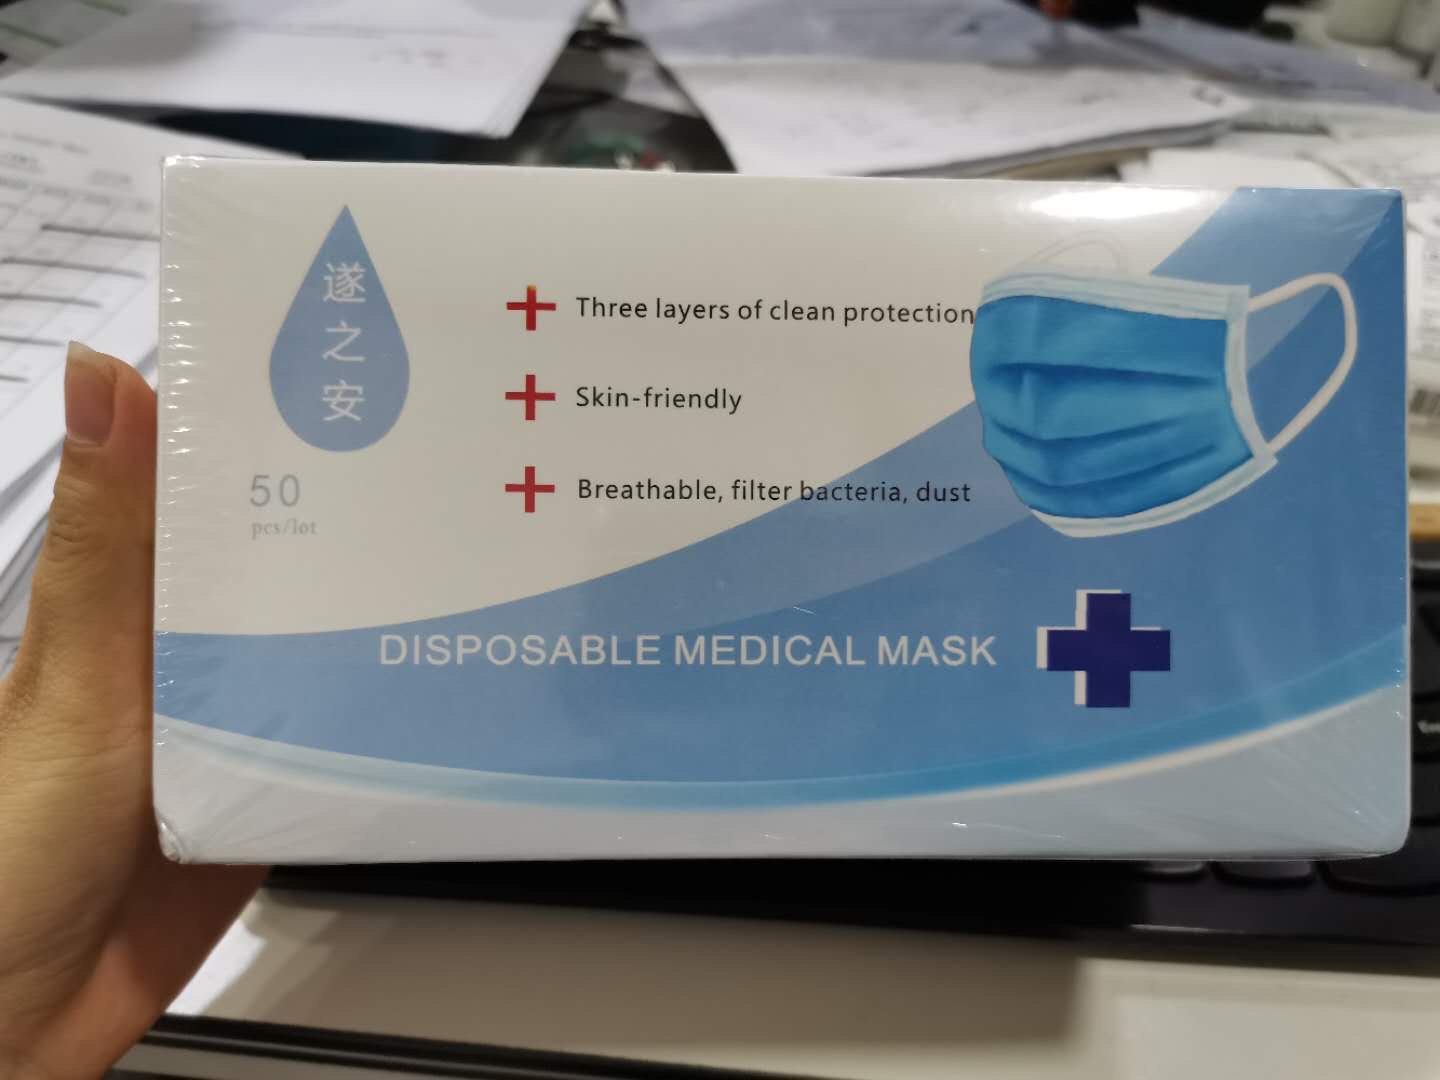 遂
之
安
50
pcs/lot
Three layers of clean protection
Skin-friendly
Breathable, filter bacteria, dust
DISPOSABLE MEDICAL MASK